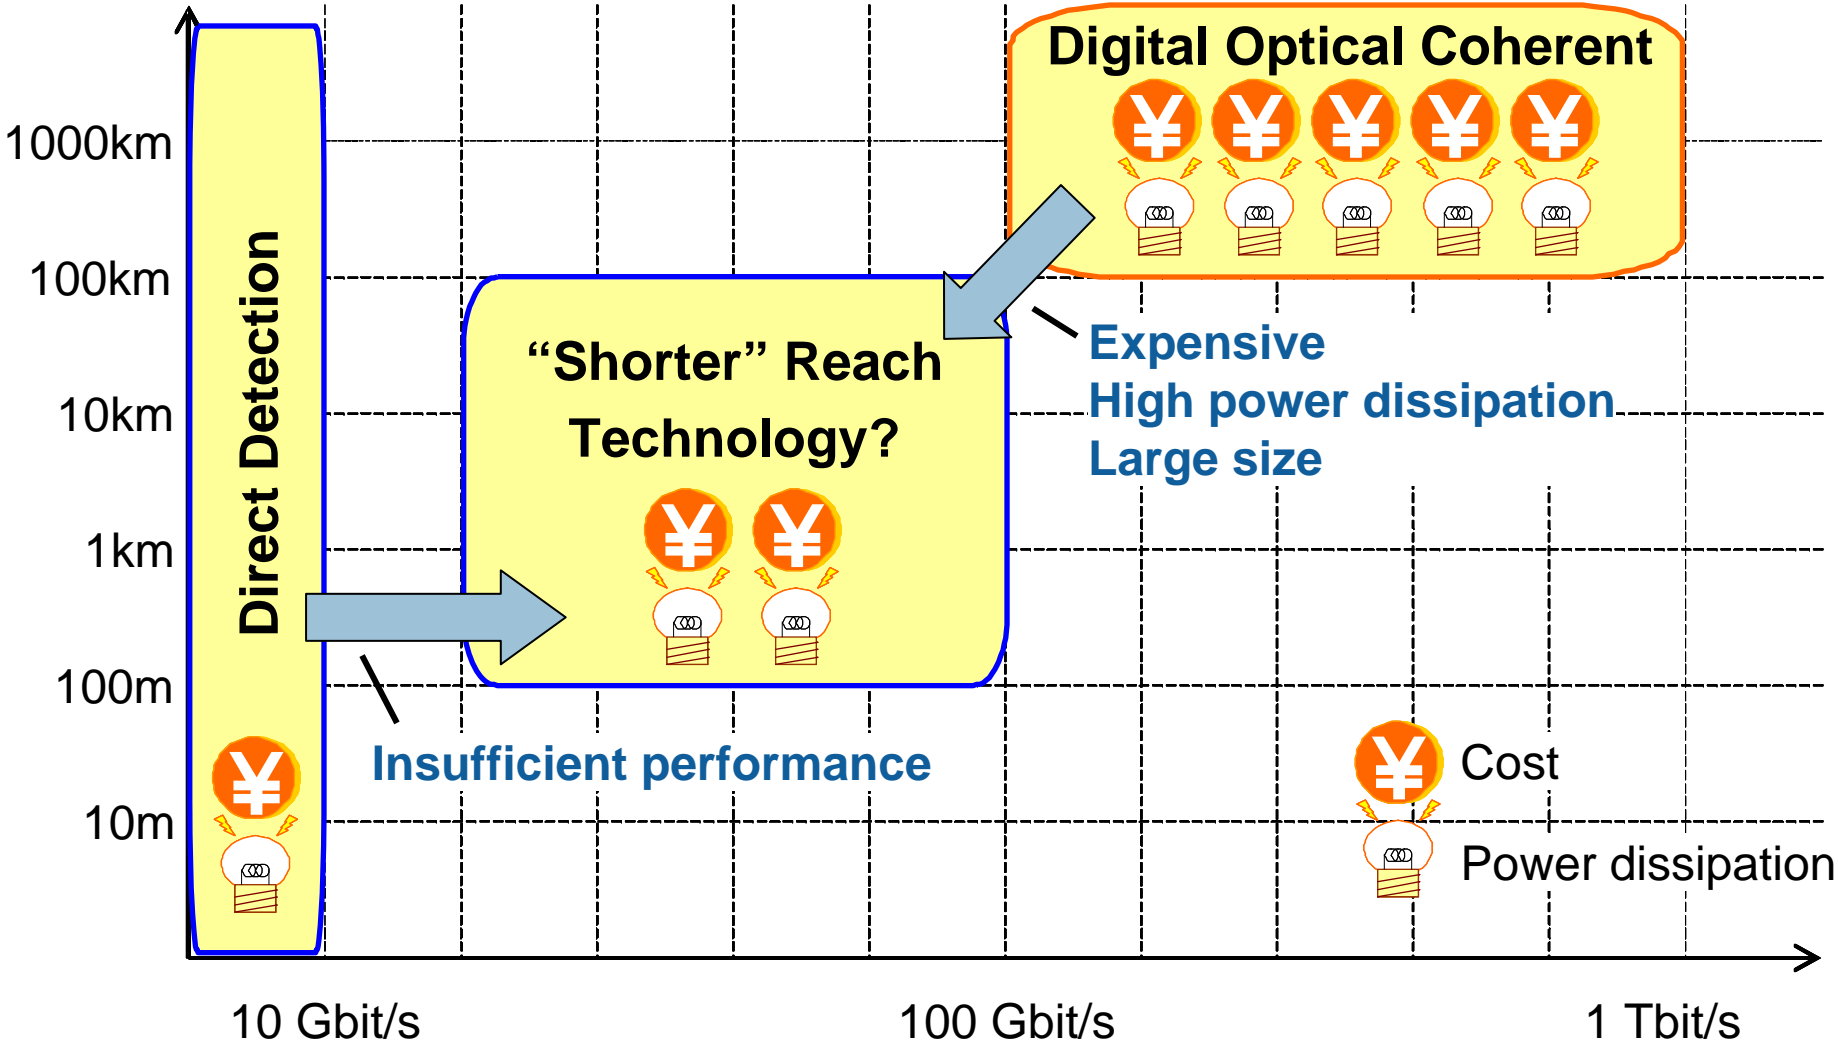 Digital Optical Coherent
¥ ¥ ¥ ¥ ¥
1000km
100km
10km
1km
100m
10m
Direct Detection
¥
“Shorter” Reach
Technology?
¥ ¥
Expensive
High power dissipation
Large size
Insufficient performance
¥ Cost
Power dissipation
10 Gbit/s
100 Gbit/s
1 Tbit/s